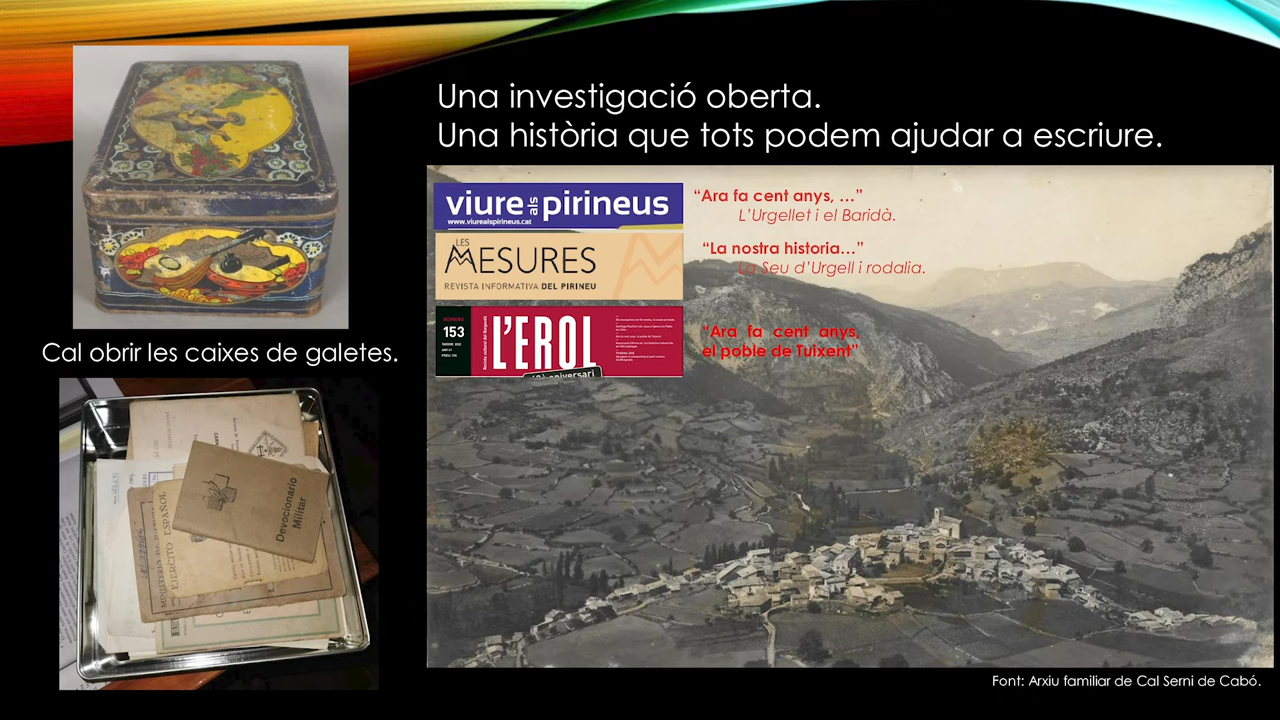 Una investigació oberta.
Una història que tots podem ajudar a escriure.
viure als pirineus
www.viurealspirineus.cat
“Ara fa cent anys, …”
L’Urgellet i el Baridà.
LES
MESURES
REVISTA INFORMATIVA DEL PIRINEU
“La nostra historia…”
La Seu d’Urgell i rodalia.
153
L'EROL
aniversari
“Ara fa cent anys,
el poble de Tuixent”
Cal obrir les caixes de galetes.
Devocionario
Militar
EJERCITO ESPAÑOL
Font: Arxiu familiar de Cal Serni de Cabó.